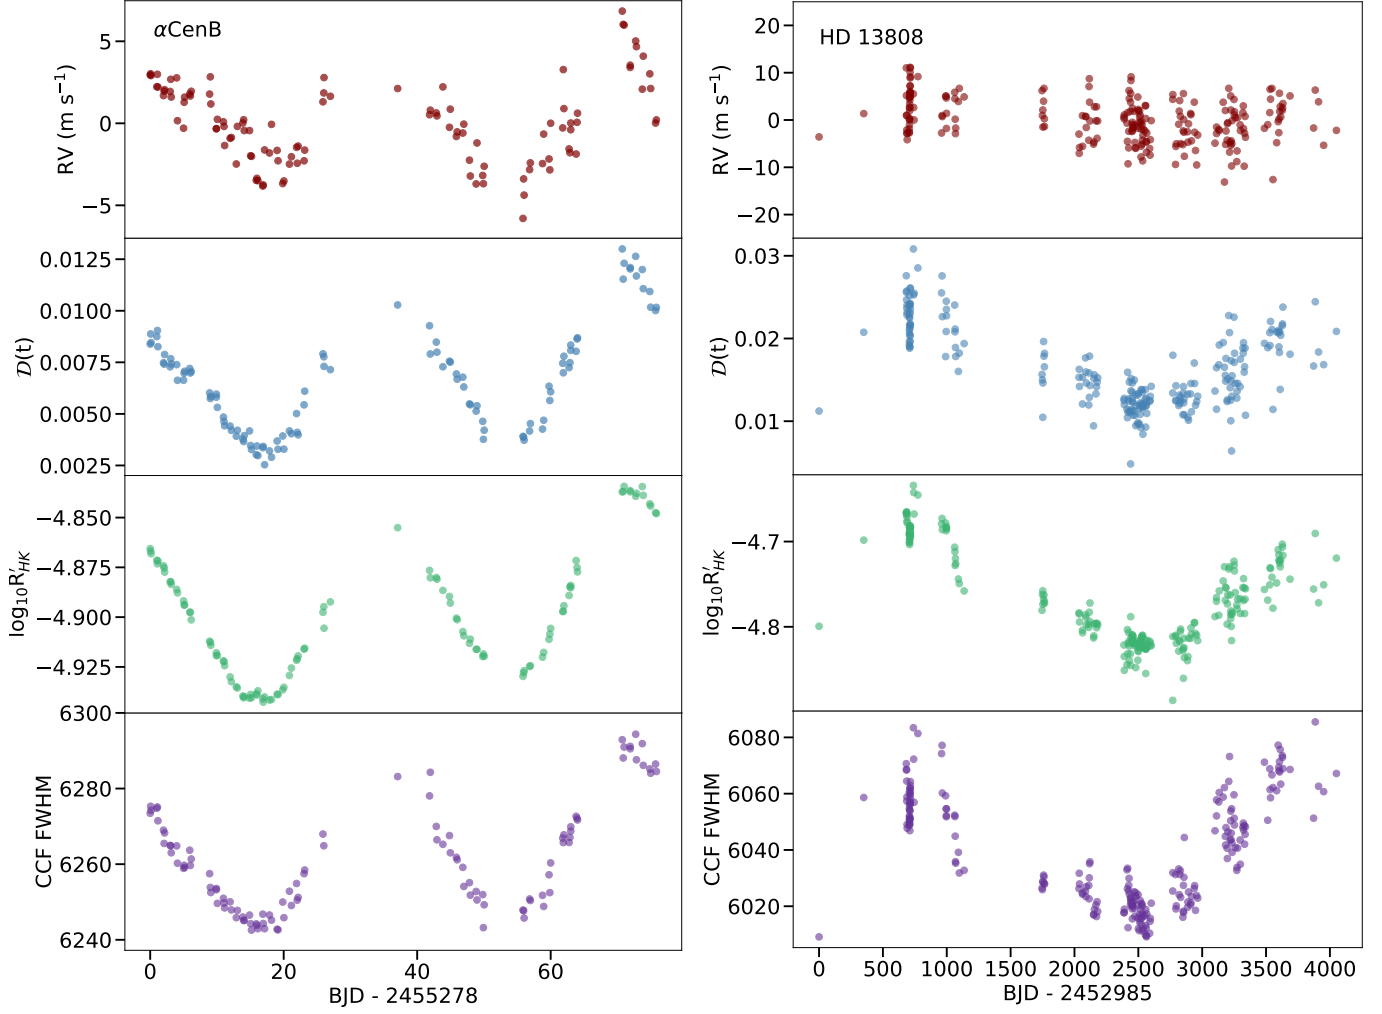 αCenB
RV (m s⁻¹)
5
0
−5
𝒟(t)
0.0125
0.0100
0.0075
0.0050
0.0025
log₁₀R′HK
−4.850
−4.875
−4.900
−4.925
CCF FWHM
6300
6280
6260
6240
0 20 40 60
BJD - 2455278
HD 13808
RV (m s⁻¹)
20
10
0
−10
−20
𝒟(t)
0.03
0.02
0.01
log₁₀R′HK
−4.7
−4.8
CCF FWHM
6080
6060
6040
6020
0 500 1000 1500 2000 2500 3000 3500 4000
BJD - 2452985